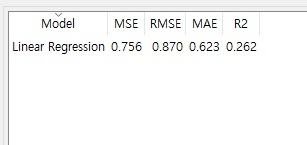 Model MSE RMSE MAE R2
Linear Regression 0.756 0.870 0.623 0.262